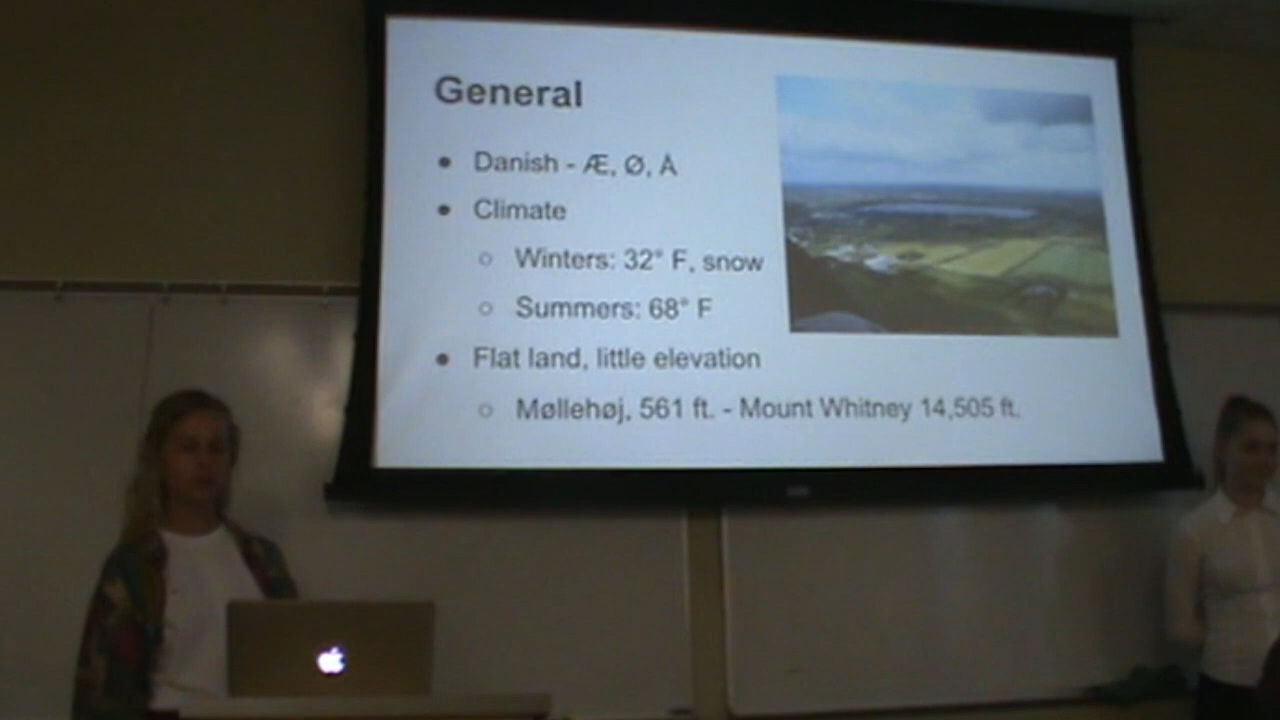 General
● Danish - Æ, Ø, Å
● Climate
○ Winters: 32° F, snow
○ Summers: 68° F
● Flat land, little elevation
○ Møllehøj, 561 ft. - Mount Whitney 14,505 ft.